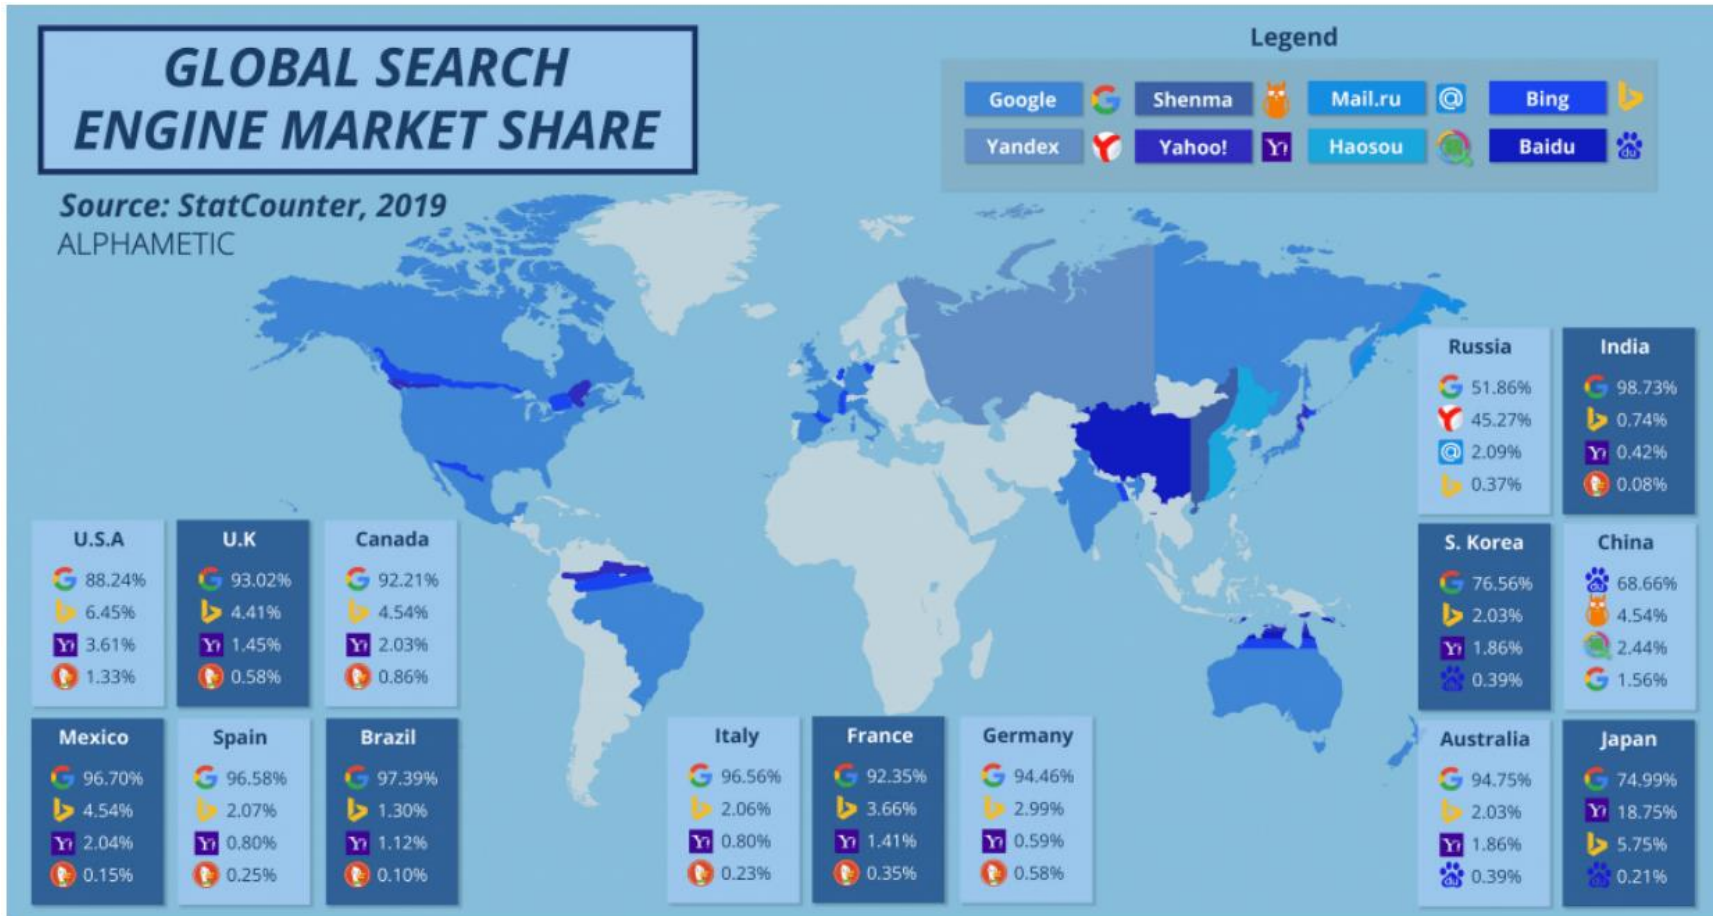 GLOBAL SEARCH
ENGINE MARKET SHARE
Source: StatCounter, 2019
ALPHAMETIC
Legend
Google
Shenma
Mail.ru
Bing
Yandex
Yahoo!
Haosou
Baidu
Russia
51.86%
45.27%
2.09%
0.37%
India
98.73%
0.74%
0.42%
0.08%
U.S.A
88.24%
6.45%
3.61%
1.33%
U.K
93.02%
4.41%
1.45%
0.58%
Canada
92.21%
4.54%
2.03%
0.86%
S. Korea
76.56%
2.03%
1.86%
0.39%
China
68.66%
4.54%
2.44%
1.56%
Mexico
96.70%
4.54%
2.04%
0.15%
Spain
96.58%
2.07%
0.80%
0.25%
Brazil
97.39%
1.30%
1.12%
0.10%
Italy
96.56%
2.06%
0.80%
0.23%
France
92.35%
3.66%
1.41%
0.35%
Germany
94.46%
2.99%
0.59%
0.58%
Australia
94.75%
2.03%
1.86%
0.39%
Japan
74.99%
18.75%
5.75%
0.21%